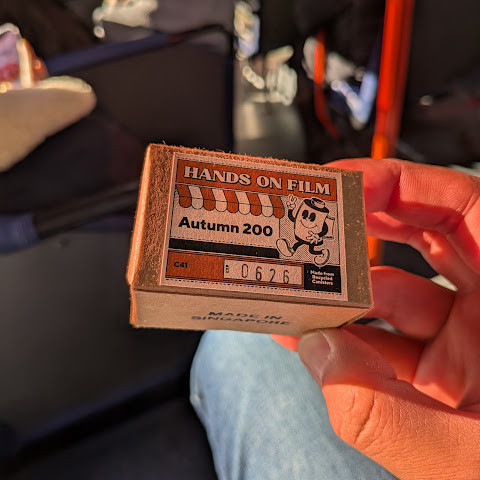 HANDS ON FILM
Autumn 200
C41
0626
Made from
Recycled
Canisters
MADE IN
SINGAPORE